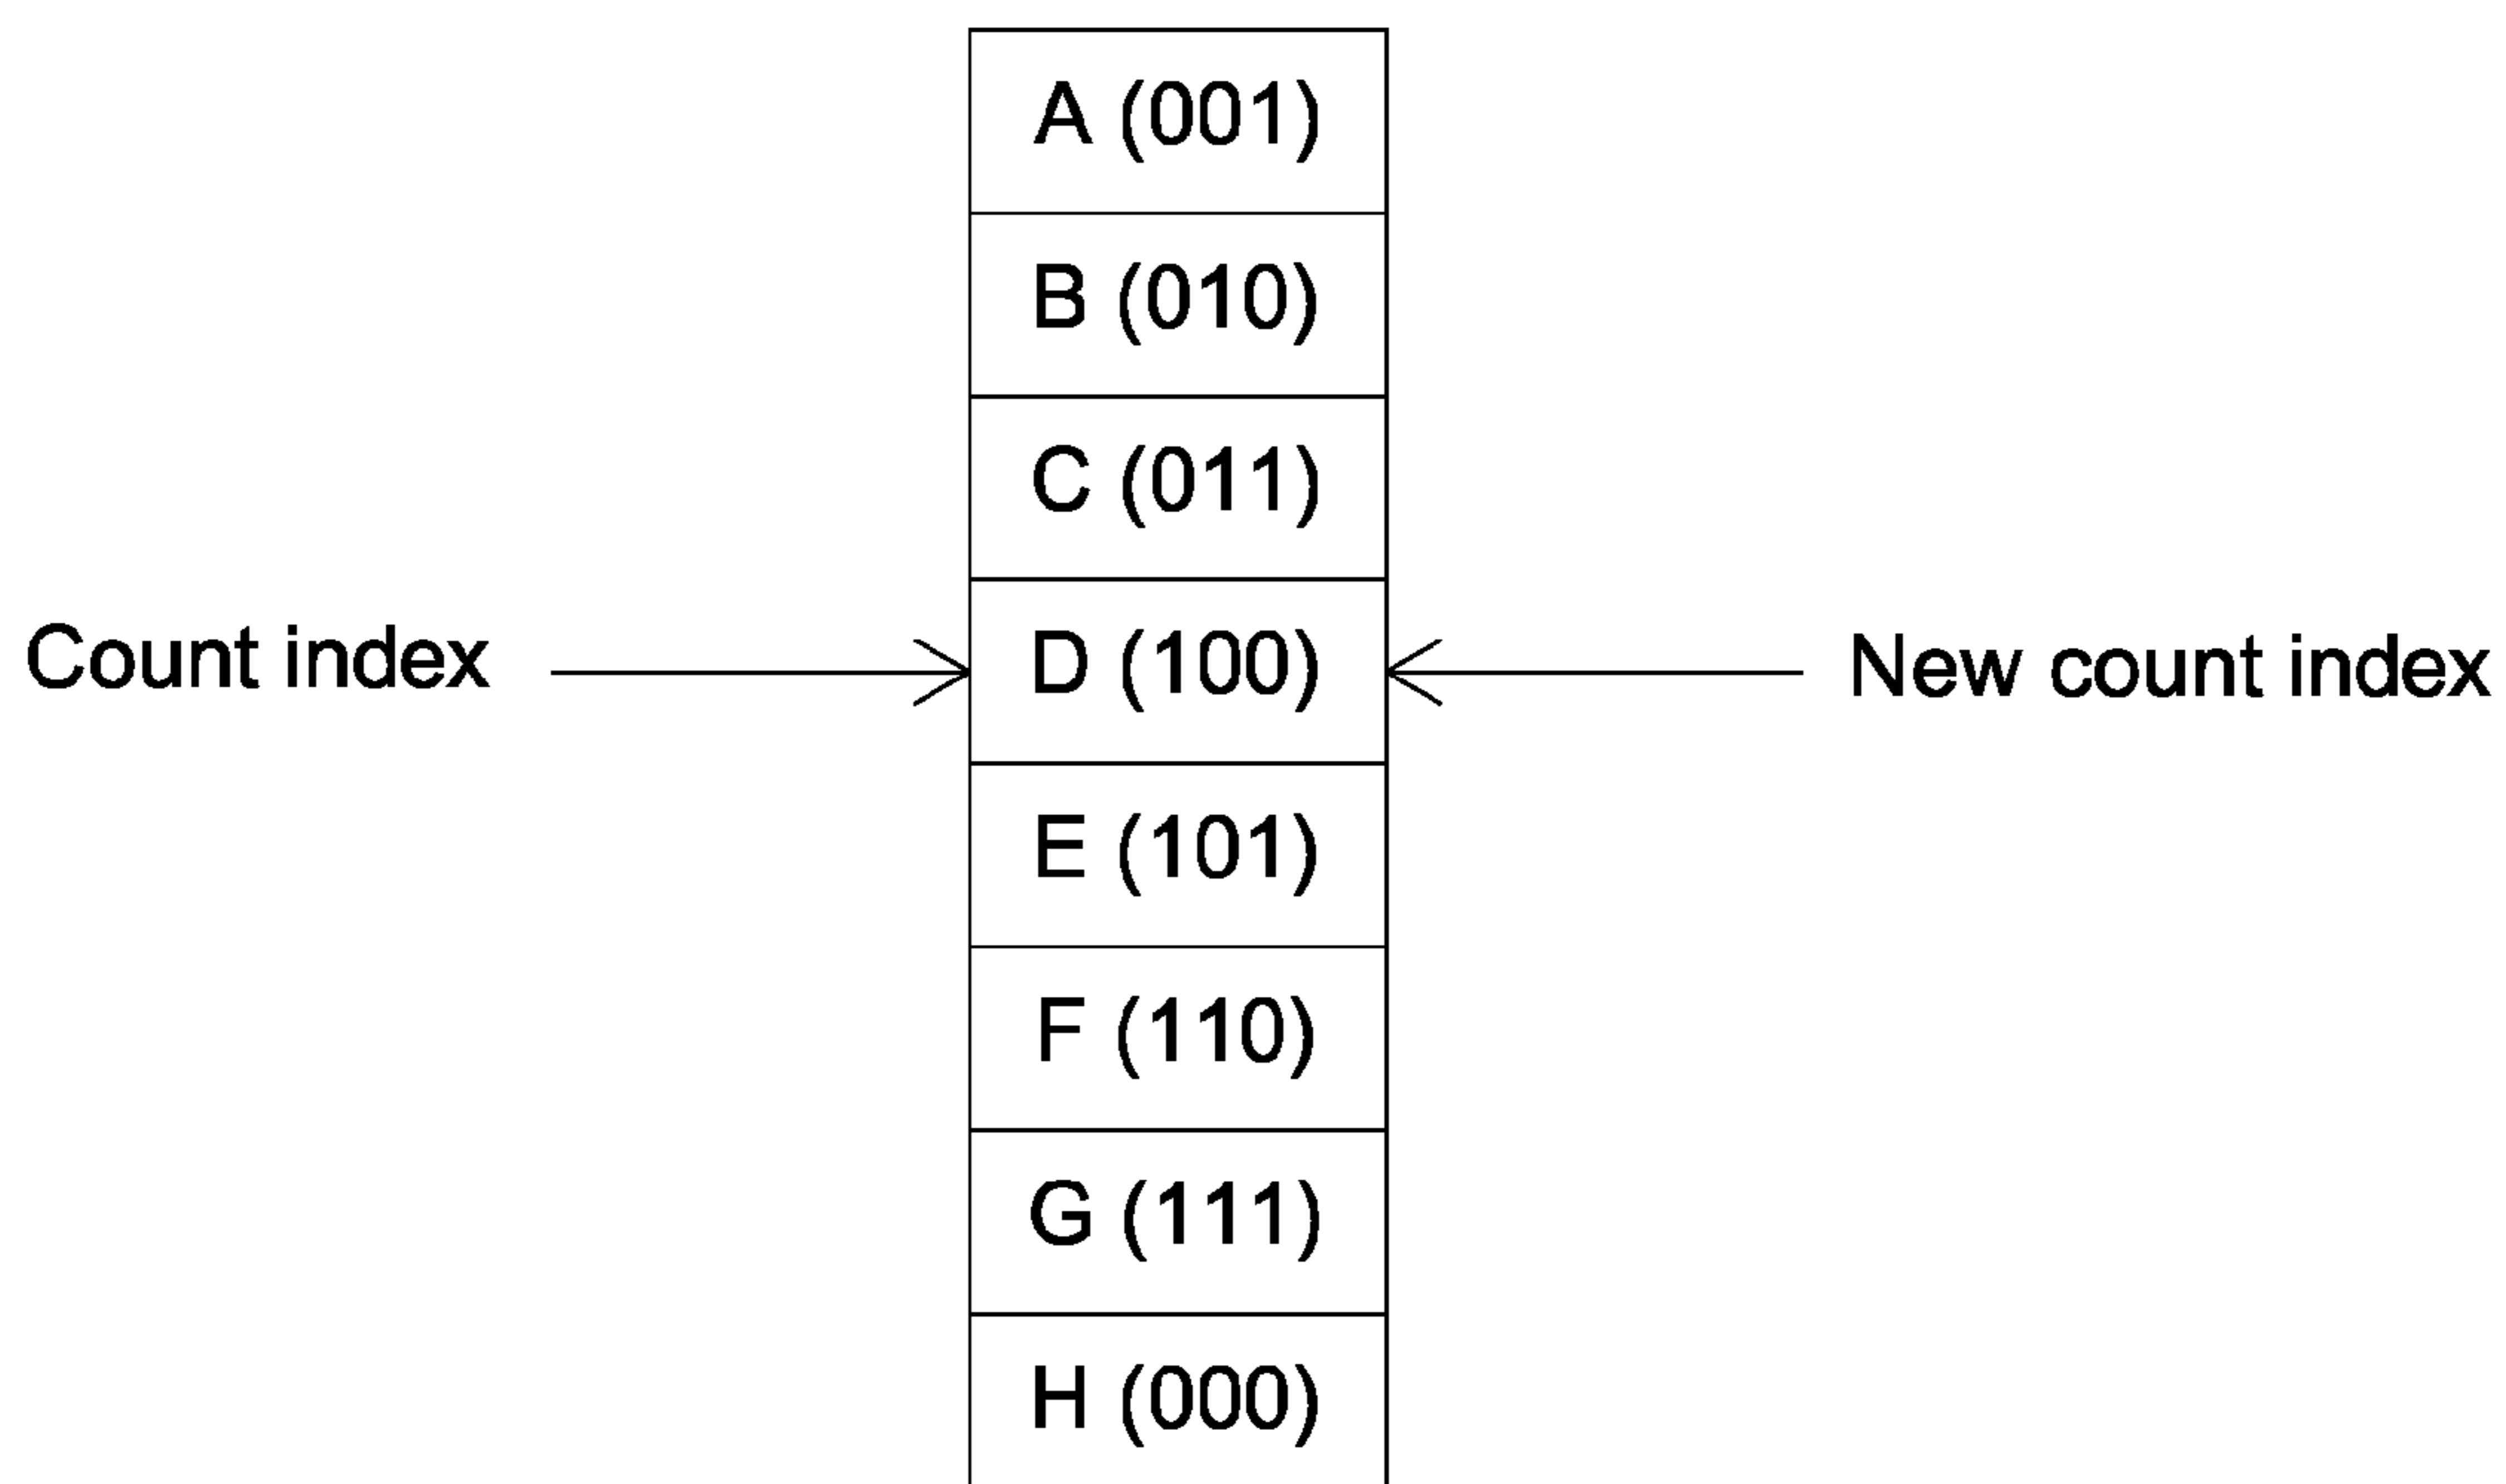 A (001)
B (010)
C (011)
Count index
D (100)
New count index
E (101)
F (110)
G (111)
H (000)